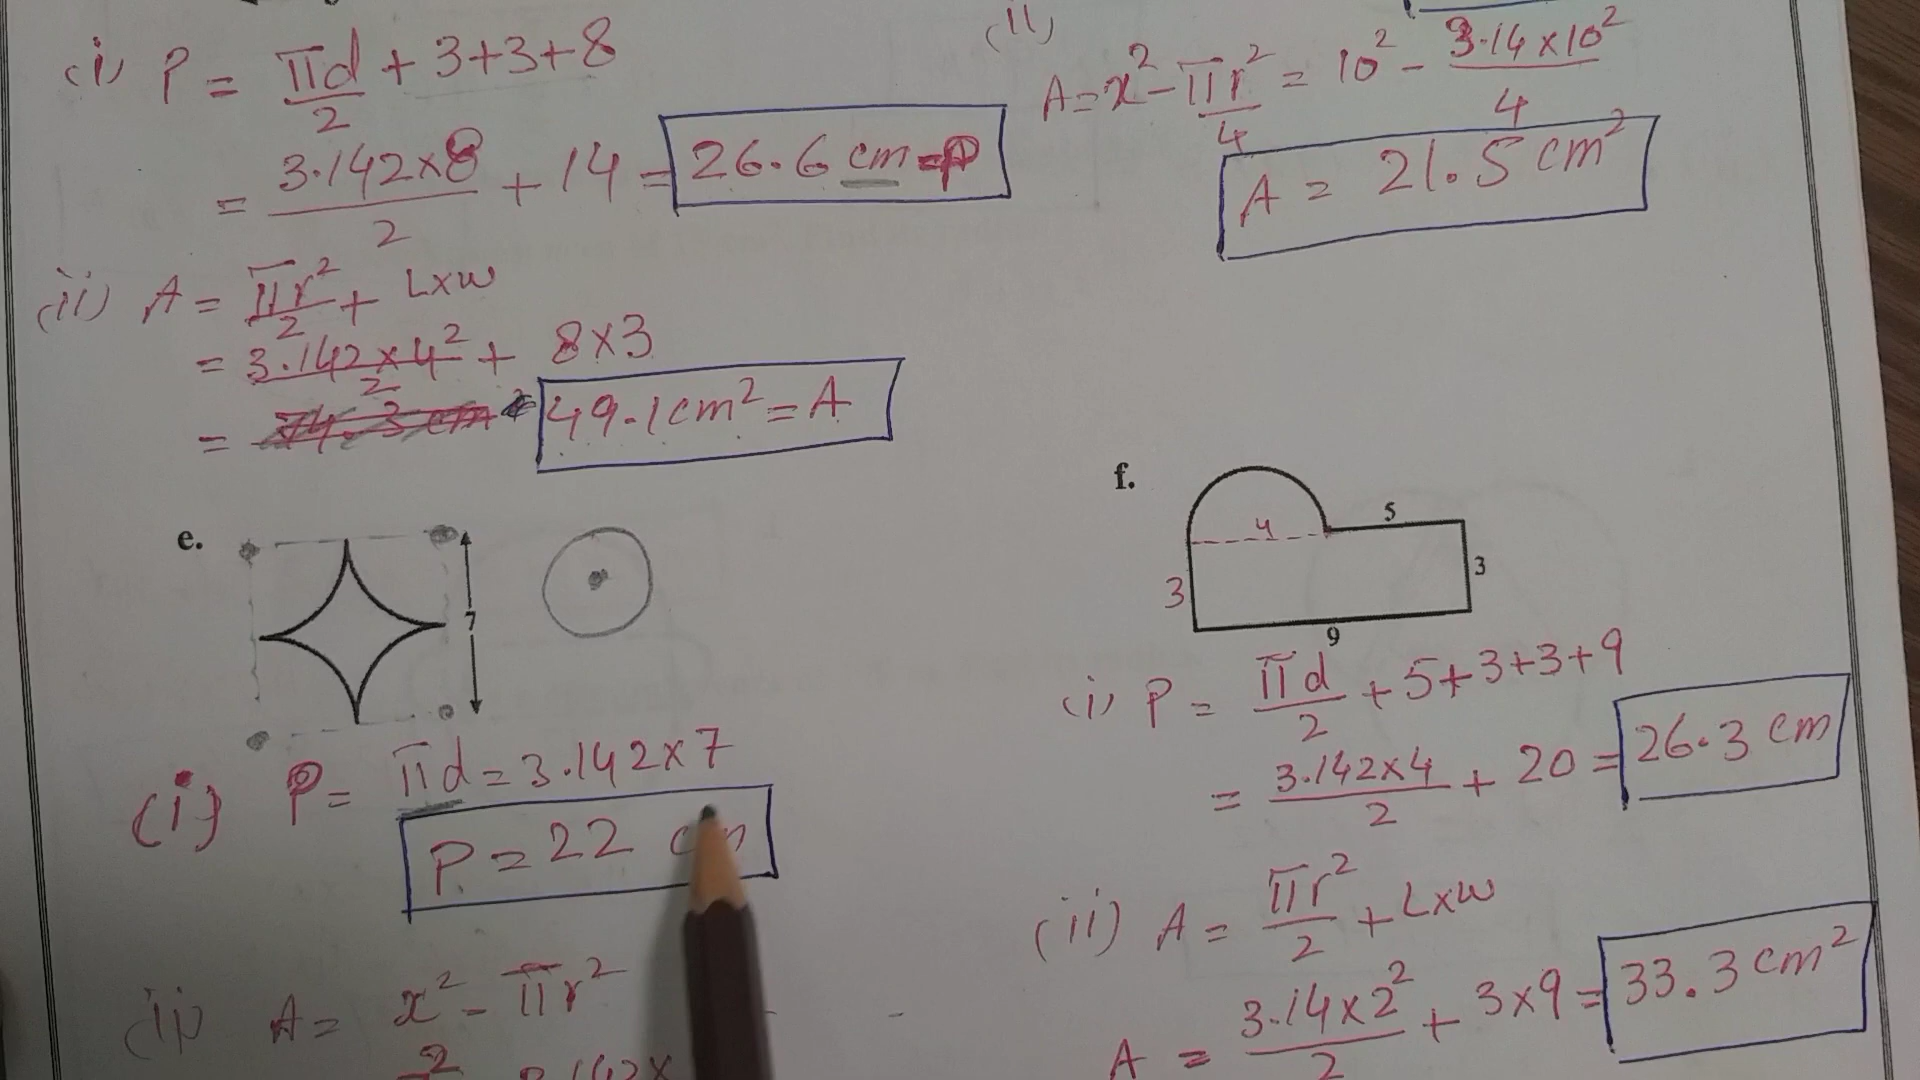 (i) P = πd/2 + 3+3+8
= 3.142×8/2 + 14 = 26.6 cm = P
(ii) A = πr²/2 + L×w
= 3.142×4²/2 + 8×3
= 49.1 cm² = A
(ii)
A = x² - πr²/4 = 10² - 3.14×10²/4
A = 21.5 cm²
e.
7
(i) P = πd = 3.142×7
P = 22 cm
(ii) A = x² - πr²
f.
4
5
3
3
9
(i) P = πd/2 + 5+3+3+9
= 3.142×4/2 + 20 = 26.3 cm
(ii) A = πr²/2 + L×w
A = 3.14×2²/2 + 3×9 = 33.3 cm²